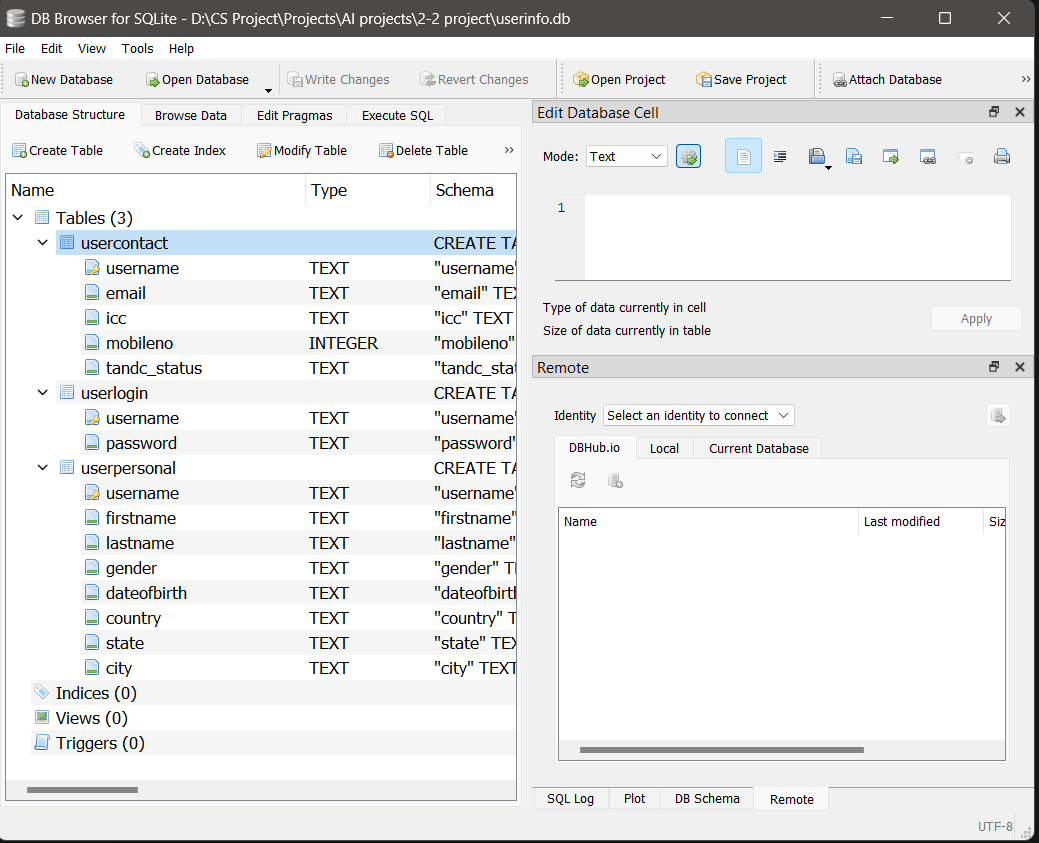 DB Browser for SQLite - D:\CS Project\Projects\AI projects\2-2 project\userinfo.db
File Edit View Tools Help
New Database Open Database Write Changes Revert Changes Open Project Save Project Attach Database »
Database Structure Browse Data Edit Pragmas Execute SQL
Create Table Create Index Modify Table Delete Table »
Name Type Schema
Tables (3)
usercontact CREATE TA
username TEXT "username"
email TEXT "email" TEX
icc TEXT "icc" TEXT
mobileno INTEGER "mobileno"
tandc_status TEXT "tandc_stat
userlogin CREATE TA
username TEXT "username"
password TEXT "password"
userpersonal CREATE TA
username TEXT "username"
firstname TEXT "firstname"
lastname TEXT "lastname"
gender TEXT "gender" T
dateofbirth TEXT "dateofbirth
country TEXT "country" T
state TEXT "state" TEX
city TEXT "city" TEXT
Indices (0)
Views (0)
Triggers (0)
Edit Database Cell
Mode: Text
1
Type of data currently in cell
Size of data currently in table
Apply
Remote
Identity Select an identity to connect
DBHub.io Local Current Database
Name Last modified Siz
SQL Log Plot DB Schema Remote
UTF-8